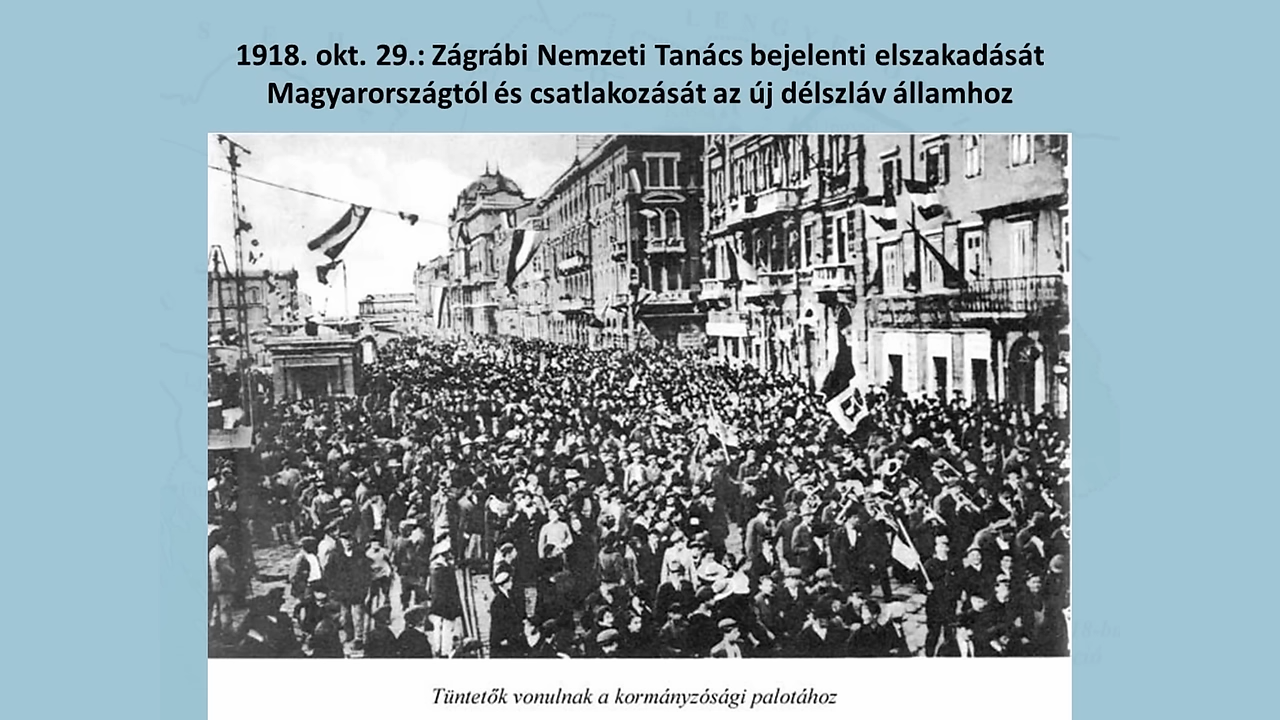 1918. okt. 29.: Zágrábi Nemzeti Tanács bejelenti elszakadását
Magyarországtól és csatlakozását az új délszláv államhoz
Tüntetők vonulnak a kormányzósági palotához